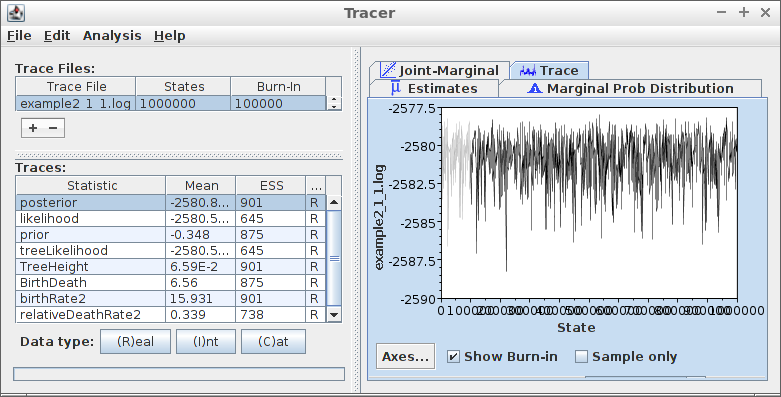 Tracer
File Edit Analysis Help
Trace Files:
Trace File States Burn-In
example2_1_1.log 1000000 100000
+ −
Traces:
Statistic Mean ESS ...
posterior -2580.8... 901 R
likelihood -2580.5... 645 R
prior -0.348 875 R
treeLikelihood -2580.5... 645 R
TreeHeight 6.59E-2 901 R
BirthDeath 6.56 875 R
birthRate2 15.931 901 R
relativeDeathRate2 0.339 738 R
Data type: (R)eal (I)nt (C)at
Joint-Marginal Trace
Estimates Marginal Prob Distribution
example2_1_1.log
-2577.5
-2580
-2582.5
-2585
-2587.5
-2590
0
State
Axes... Show Burn-in Sample only